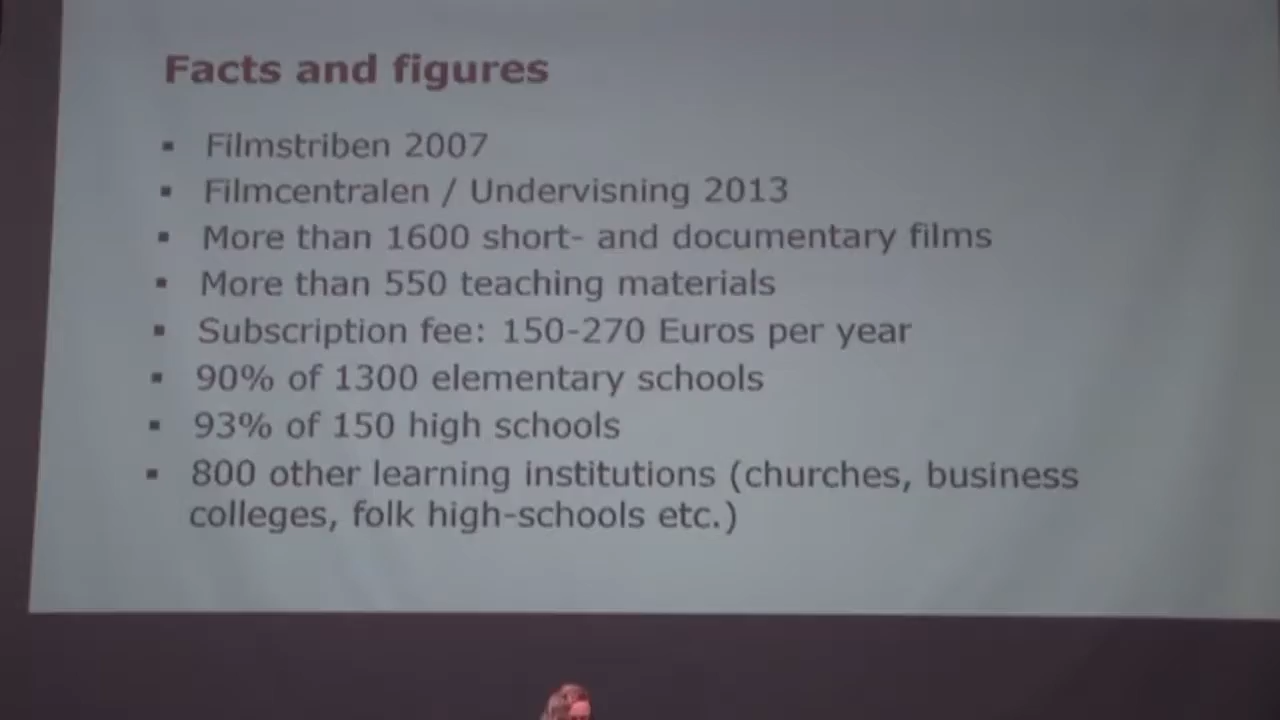 Facts and figures
▪ Filmstriben 2007
▪ Filmcentralen / Undervisning 2013
▪ More than 1600 short- and documentary films
▪ More than 550 teaching materials
▪ Subscription fee: 150-270 Euros per year
▪ 90% of 1300 elementary schools
▪ 93% of 150 high schools
▪ 800 other learning institutions (churches, business
colleges, folk high-schools etc.)